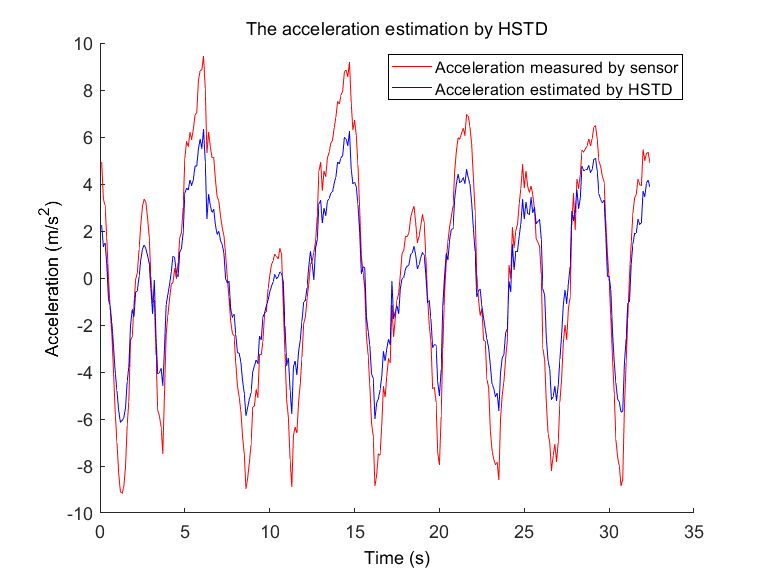 The acceleration estimation by HSTD
Acceleration measured by sensor
Acceleration estimated by HSTD
Acceleration (m/s²)
10
8
6
4
2
0
-2
-4
-6
-8
-10
0 5 10 15 20 25 30 35
Time (s)